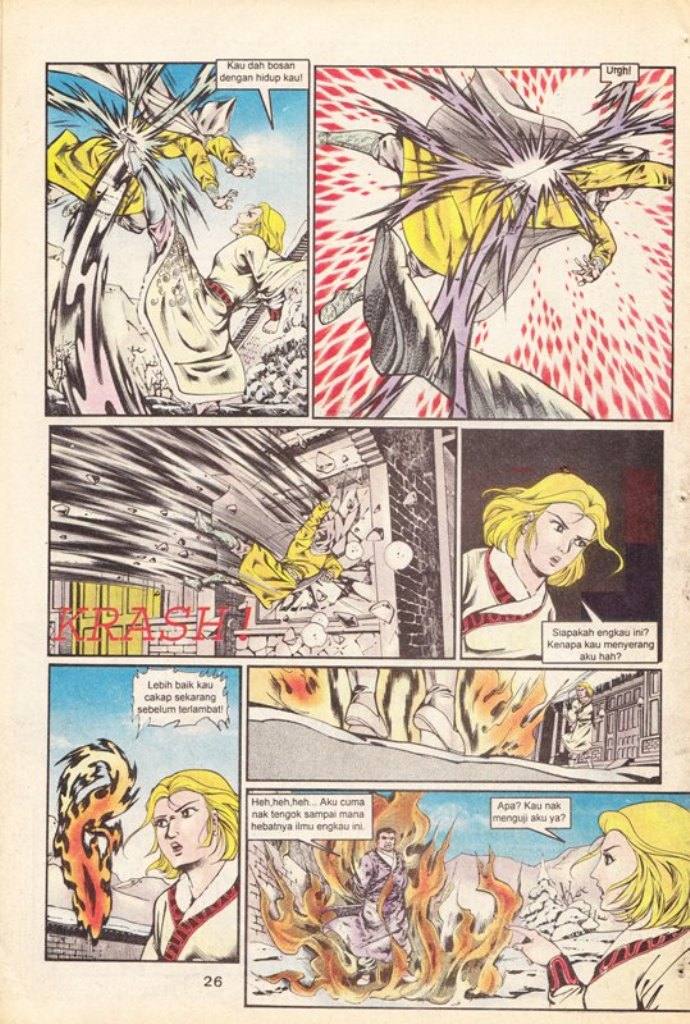 Kau dah bosan
dengan hidup kau!
Urgh!
KRASH!
Siapakah engkau ini?
Kenapa kau menyerang
aku hah?
Lebih baik kau
cakap sekarang
sebelum terlambat!
Heh,heh,heh... Aku cuma
nak tengok sampai mana
hebatnya ilmu engkau ini.
Apa? Kau nak
menguji aku ya?
26